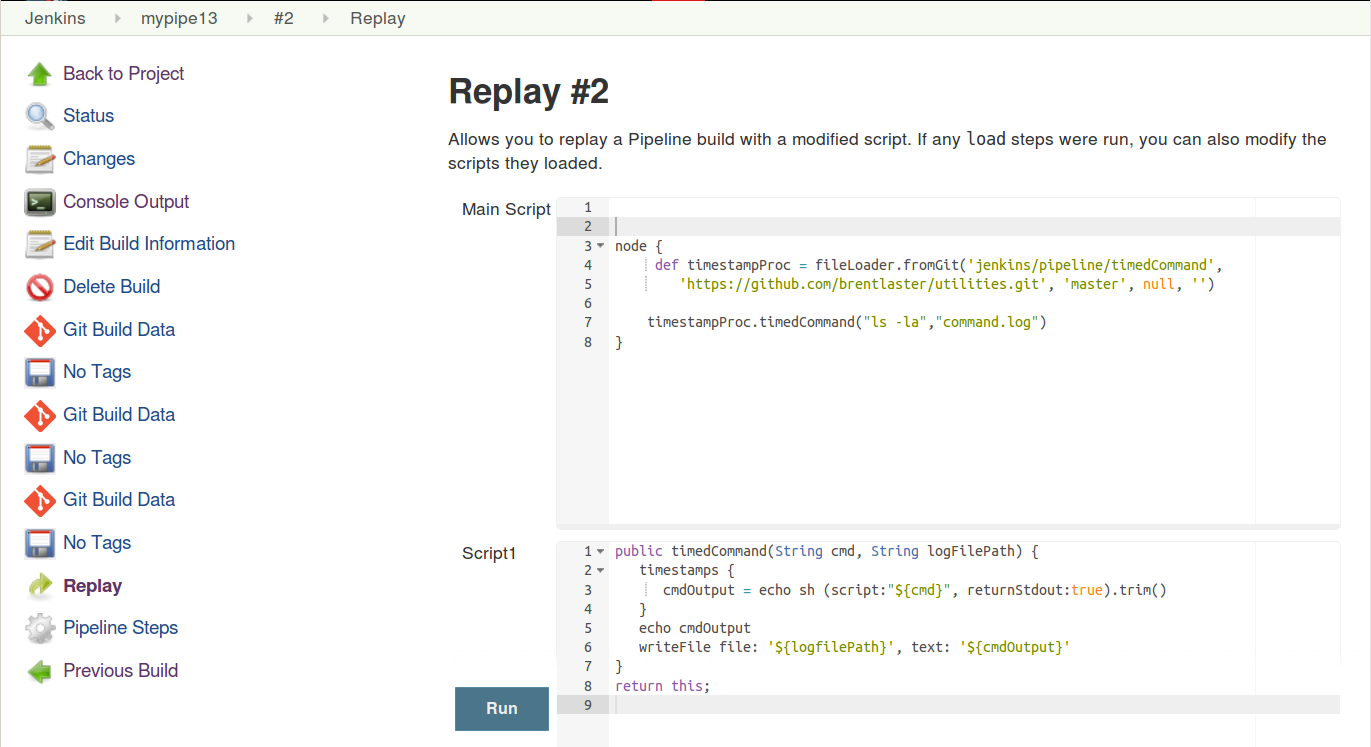 Jenkins mypipe13 #2 Replay
Back to Project
Status
Changes
Console Output
Edit Build Information
Delete Build
Git Build Data
No Tags
Git Build Data
No Tags
Git Build Data
No Tags
Replay
Pipeline Steps
Previous Build
Replay #2
Allows you to replay a Pipeline build with a modified script. If any load steps were run, you can also modify the
scripts they loaded.
Main Script
1
2
3 node {
4 def timestampProc = fileLoader.fromGit('jenkins/pipeline/timedCommand',
5 'https://github.com/brentlaster/utilities.git', 'master', null, '')
6
7 timestampProc.timedCommand("ls -la","command.log")
8 }
Script1
1 public timedCommand(String cmd, String logFilePath) {
2 timestamps {
3 cmdOutput = echo sh (script:"${cmd}", returnStdout:true).trim()
4 }
5 echo cmdOutput
6 writeFile file: '${logfilePath}', text: '${cmdOutput}'
7 }
8 return this;
9
Run